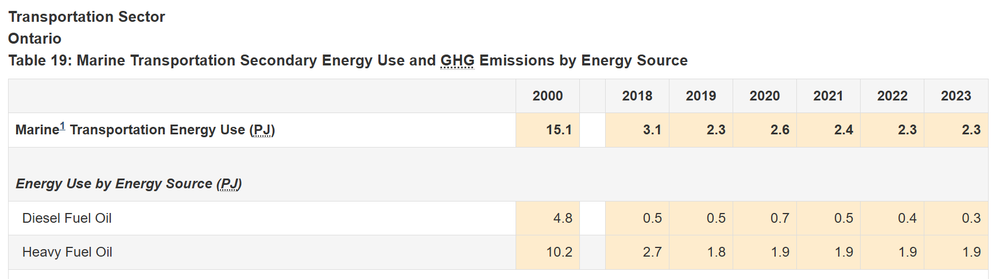 Transportation Sector
Ontario
Table 19: Marine Transportation Secondary Energy Use and GHG Emissions by Energy Source
2000 2018 2019 2020 2021 2022 2023
Marine1 Transportation Energy Use (PJ) 15.1 3.1 2.3 2.6 2.4 2.3 2.3
Energy Use by Energy Source (PJ)
Diesel Fuel Oil 4.8 0.5 0.5 0.7 0.5 0.4 0.3
Heavy Fuel Oil 10.2 2.7 1.8 1.9 1.9 1.9 1.9